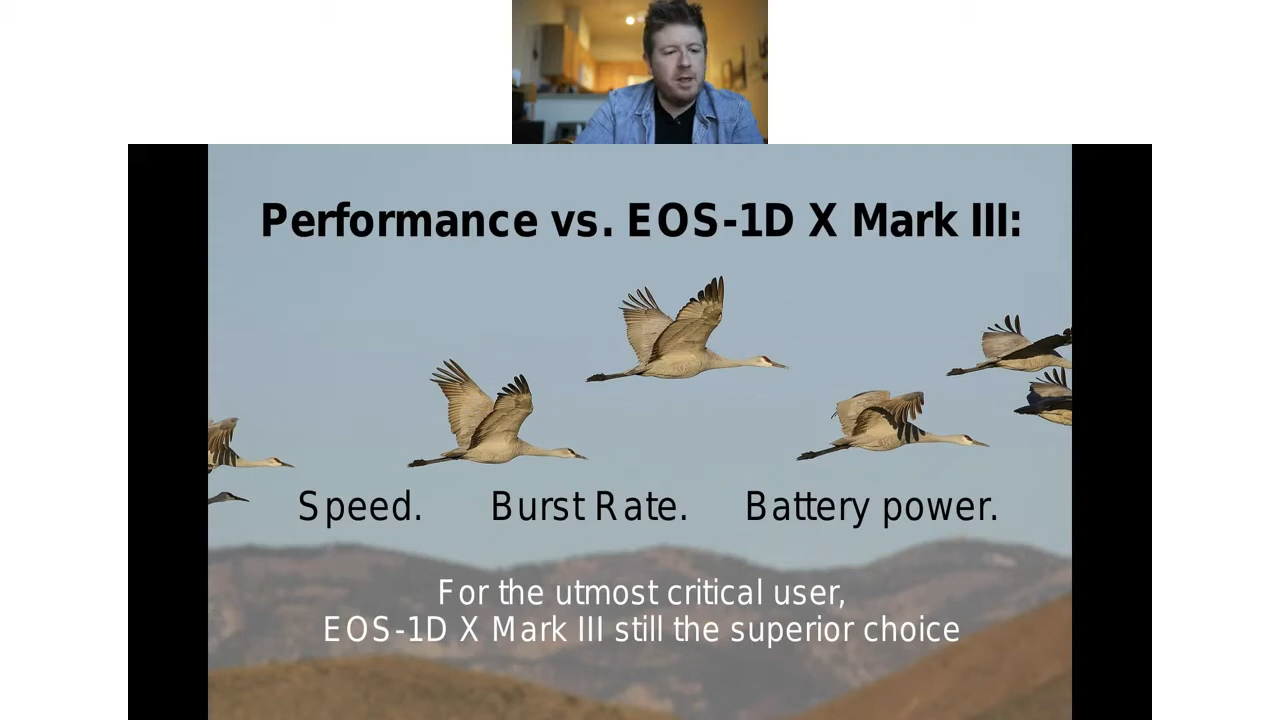 Performance vs. EOS-1D X Mark III:
Speed. Burst Rate. Battery power.
For the utmost critical user,
EOS-1D X Mark III still the superior choice